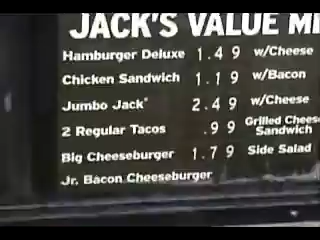 JACK'S VALUE M
Hamburger Deluxe 1.49 w/Cheese
Chicken Sandwich 1.19 w/Bacon
Jumbo Jack* 2.49 w/Cheese
2 Regular Tacos .99 Grilled Cheese Sandwich
Big Cheeseburger 1.79 Side Salad
Jr. Bacon Cheeseburger